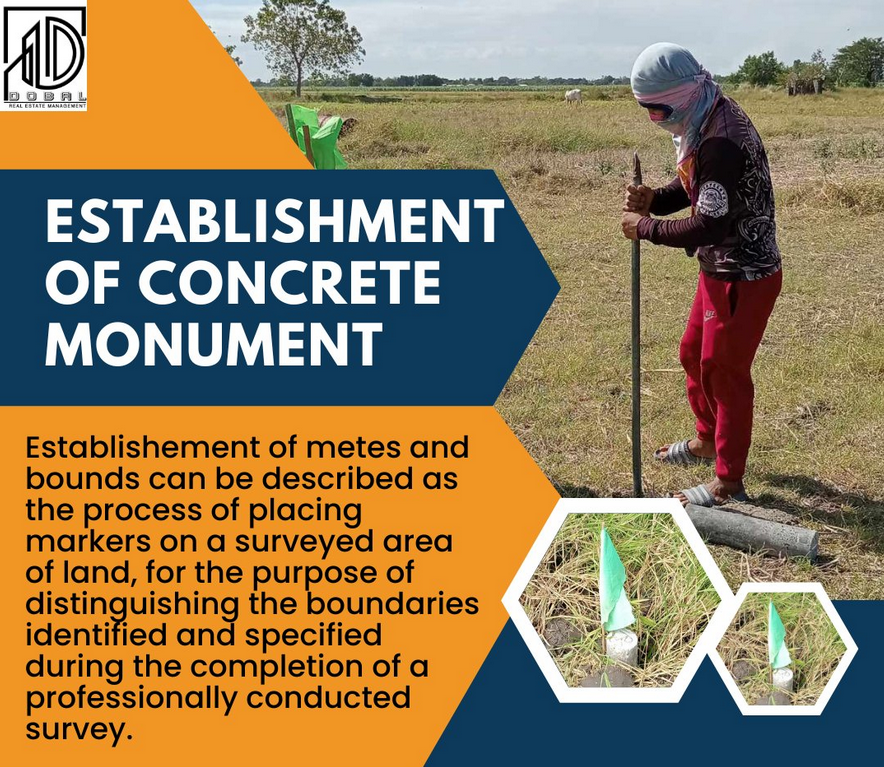 DOBAL
REAL ESTATE MANAGEMENT
ESTABLISHMENT
OF CONCRETE
MONUMENT
Establishement of metes and
bounds can be described as
the process of placing
markers on a surveyed area
of land, for the purpose of
distinguishing the boundaries
identified and specified
during the completion of a
professionally conducted
survey.